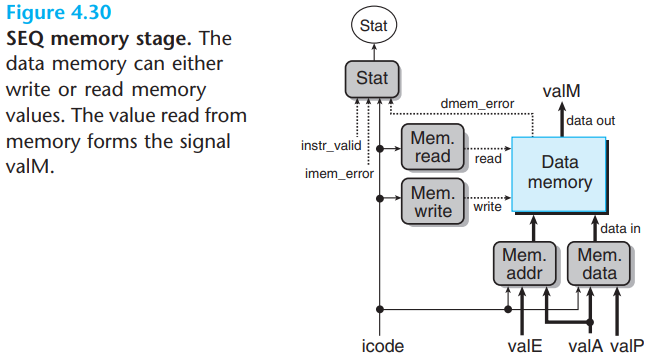 Figure 4.30
SEQ memory stage. The
data memory can either
write or read memory
values. The value read from
memory forms the signal
valM.
Stat
Stat
valM
dmem_error
data out
instr_valid
Mem.
read
read
Data
memory
imem_error
Mem.
write
write
data in
Mem.
addr
Mem.
data
icode
valE
valA
valP